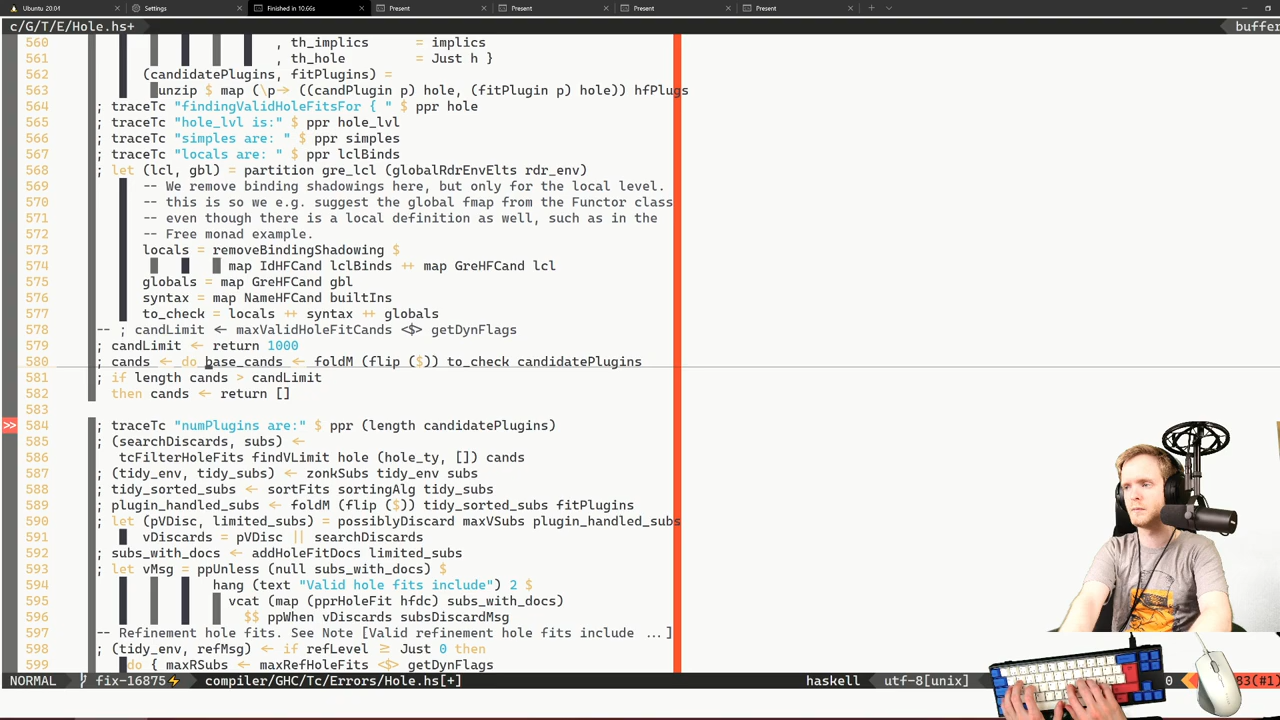 Ubuntu 20.04
Settings
Finished in 10.66s
Present
Present
Present
Present
c/G/T/E/Hole.hs+
buffer
560 , th_implics = implics
561 , th_hole = Just h }
562 (candidatePlugins, fitPlugins) =
563 unzip $ map (\p→ ((candPlugin p) hole, (fitPlugin p) hole)) hfPlugs
564 ; traceTc "findingValidHoleFitsFor { " $ ppr hole
565 ; traceTc "hole_lvl is:" $ ppr hole_lvl
566 ; traceTc "simples are: " $ ppr simples
567 ; traceTc "locals are: " $ ppr lclBinds
568 ; let (lcl, gbl) = partition gre_lcl (globalRdrEnvElts rdr_env)
569 -- We remove binding shadowings here, but only for the local level.
570 -- this is so we e.g. suggest the global fmap from the Functor class
571 -- even though there is a local definition as well, such as in the
572 -- Free monad example.
573 locals = removeBindingShadowing $
574 map IdHFCand lclBinds ++ map GreHFCand lcl
575 globals = map GreHFCand gbl
576 syntax = map NameHFCand builtIns
577 to_check = locals ++ syntax ++ globals
578 -- ; candLimit ← maxValidHoleFitCands <$> getDynFlags
579 ; candLimit ← return 1000
580 ; cands ← do base_cands ← foldM (flip ($)) to_check candidatePlugins
581 ; if length cands > candLimit
582 then cands ← return []
583
>> 584 ; traceTc "numPlugins are:" $ ppr (length candidatePlugins)
585 ; (searchDiscards, subs) ←
586 tcFilterHoleFits findVLimit hole (hole_ty, []) cands
587 ; (tidy_env, tidy_subs) ← zonkSubs tidy_env subs
588 ; tidy_sorted_subs ← sortFits sortingAlg tidy_subs
589 ; plugin_handled_subs ← foldM (flip ($)) tidy_sorted_subs fitPlugins
590 ; let (pVDisc, limited_subs) = possiblyDiscard maxVSubs plugin_handled_subs
591 vDiscards = pVDisc || searchDiscards
592 ; subs_with_docs ← addHoleFitDocs limited_subs
593 ; let vMsg = ppUnless (null subs_with_docs) $
594 hang (text "Valid hole fits include") 2 $
595 vcat (map (pprHoleFit hfdc) subs_with_docs)
596 $$ ppWhen vDiscards subsDiscardMsg
597 -- Refinement hole fits. See Note [Valid refinement hole fits include ...]
598 ; (tidy_env, refMsg) ← if refLevel ≥ Just 0 then
599 do { maxRSubs ← maxRefHoleFits <$> getDynFlags
NORMAL fix-16875⚡ compiler/GHC/Tc/Errors/Hole.hs[+] haskell utf-8[unix] 0 83(#1)